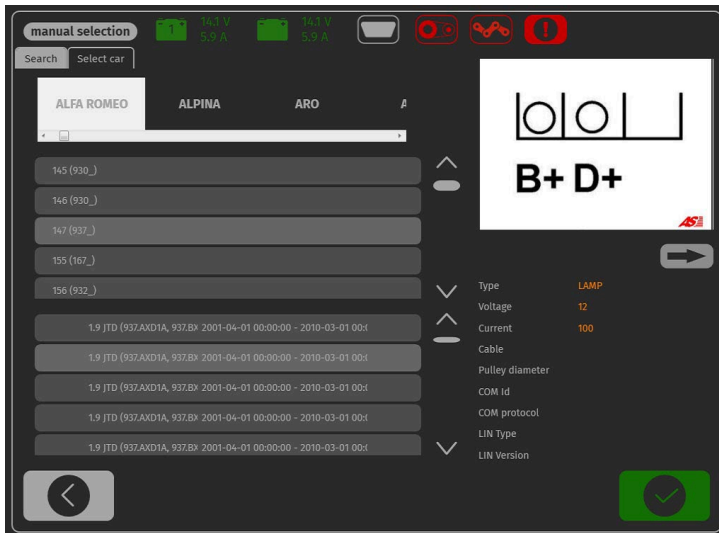 manual selection
1
14.1 V
5.9 A
14.1 V
5.9 A
!
Search
Select car
ALFA ROMEO
ALPINA
ARO
A
145 (930_)
146 (930_)
147 (937_)
155 (167_)
156 (932_)
1.9 JTD (937.AXD1A, 937.BX 2001-04-01 00:00:00 - 2010-03-01 00:(
1.9 JTD (937.AXD1A, 937.BX 2001-04-01 00:00:00 - 2010-03-01 00:(
1.9 JTD (937.AXD1A, 937.BX 2001-04-01 00:00:00 - 2010-03-01 00:(
1.9 JTD (937.AXD1A, 937.BX 2001-04-01 00:00:00 - 2010-03-01 00:(
1.9 JTD (937.AXD1A, 937.BX 2001-04-01 00:00:00 - 2010-03-01 00:(
B+ D+
AS
Type LAMP
Voltage 12
Current 100
Cable
Pulley diameter
COM Id
COM protocol
LIN Type
LIN Version